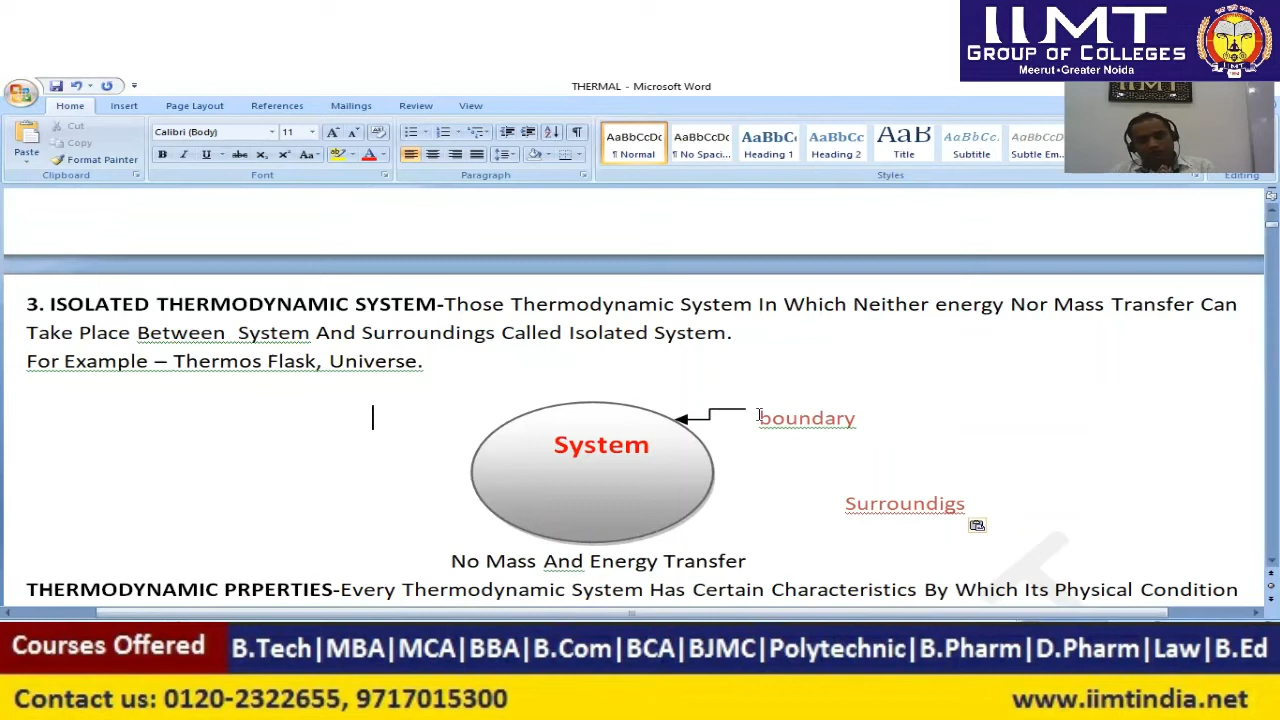 IIMT
GROUP OF COLLEGES
Meerut•Greater Noida
THERMAL - Microsoft Word
Home Insert Page Layout References Mailings Review View
Cut
Copy
Format Painter
Paste
Calibri (Body) 11
AaBbCcDc AaBbCcDc AaBbC AaBbCc AaB AaBbCc. AaBbCcDc
¶ Normal ¶ No Spaci... Heading 1 Heading 2 Title Subtitle Subtle Em...
Clipboard Font Paragraph Styles Editing
3. ISOLATED THERMODYNAMIC SYSTEM-Those Thermodynamic System In Which Neither energy Nor Mass Transfer Can
Take Place Between System And Surroundings Called Isolated System.
For Example – Thermos Flask, Universe.
boundary
System
Surroundigs
No Mass And Energy Transfer
THERMODYNAMIC PRPERTIES-Every Thermodynamic System Has Certain Characteristics By Which Its Physical Condition
Courses Offered B.Tech|MBA|MCA|BBA|B.Com|BCA|BJMC|Polytechnic|B.Pharm|D.Pharm|Law|B.Ed
Contact us: 0120-2322655, 9717015300 www.iimtindia.net